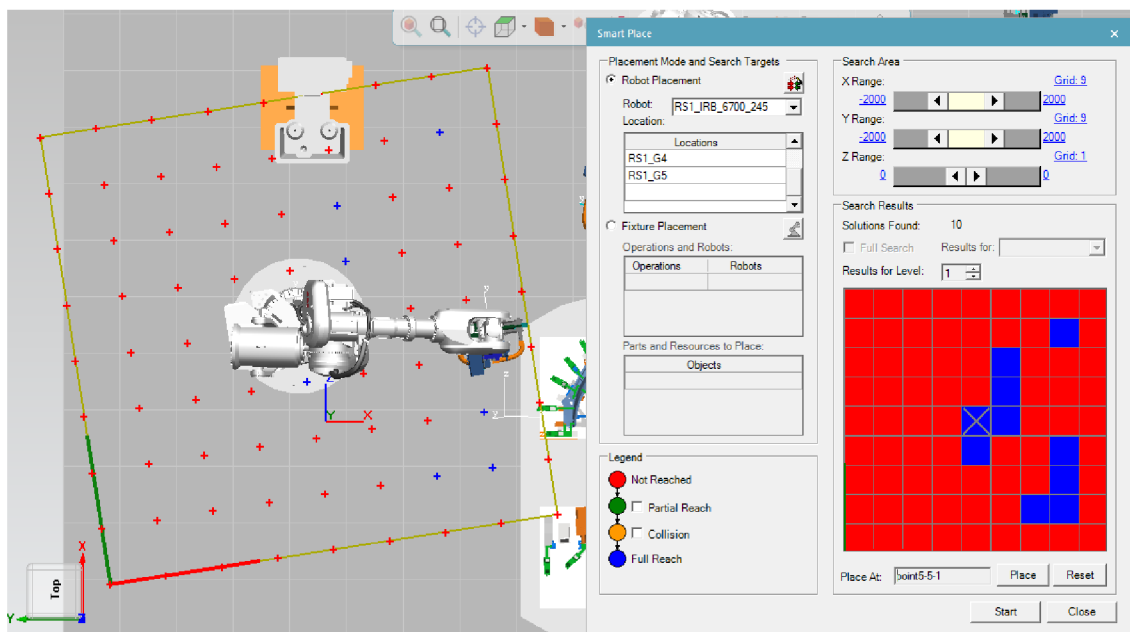 Smart Place
Placement Mode and Search Targets
Robot Placement
Robot: RS1_IRB_6700_245
Location:
Locations
RS1_G4
RS1_G5
Fixture Placement
Operations and Robots:
Operations Robots
Parts and Resources to Place:
Objects
Legend
Not Reached
Partial Reach
Collision
Full Reach
Search Area
X Range: Grid: 9
-2000 2000
Y Range: Grid: 9
-2000 2000
Z Range: Grid: 1
0 0
Search Results
Solutions Found: 10
Full Search Results for:
Results for Level: 1
Place At: point5-5-1 Place Reset
Start Close
Z
Y X
X
Top
Y